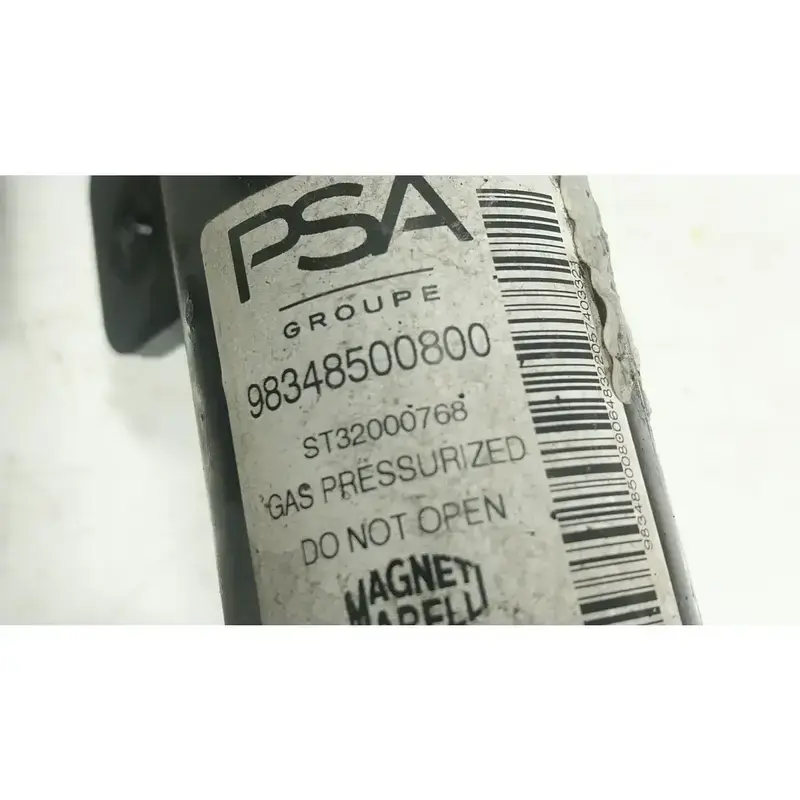 PSA
GROUPE
98348500800
ST32000768
GAS PRESSURIZED
DO NOT OPEN
MAGNETI
MARELLI